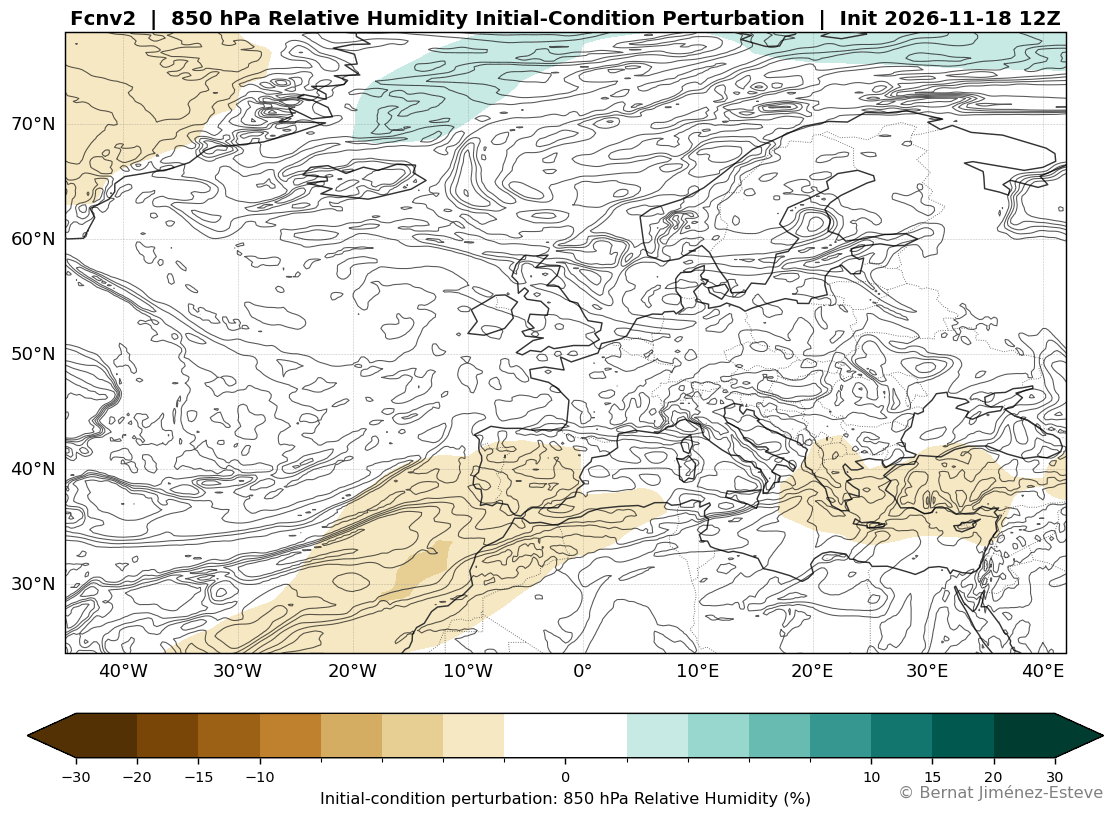 Fcnv2 | 850 hPa Relative Humidity Initial-Condition Perturbation | Init 2026-11-18 12Z
70°N
60°N
50°N
40°N
30°N
40°W 30°W 20°W 10°W 0° 10°E 20°E 30°E 40°E
−30 −20 −15 −10 0 10 15 20 30
Initial-condition perturbation: 850 hPa Relative Humidity (%)
© Bernat Jiménez-Esteve